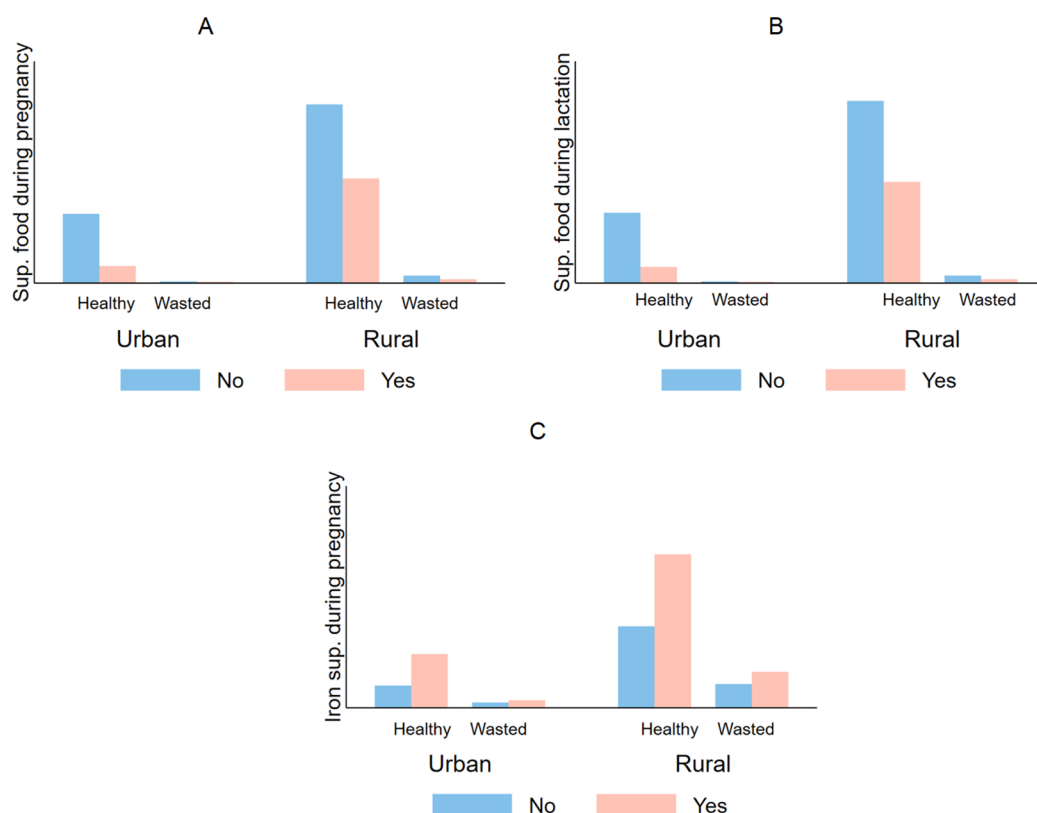 A
Sup. food during pregnancy
Healthy Wasted Healthy Wasted
Urban Rural
No Yes
B
Sup. food during lactation
Healthy Wasted Healthy Wasted
Urban Rural
No Yes
C
Iron sup. during pregnancy
Healthy Wasted Healthy Wasted
Urban Rural
No Yes